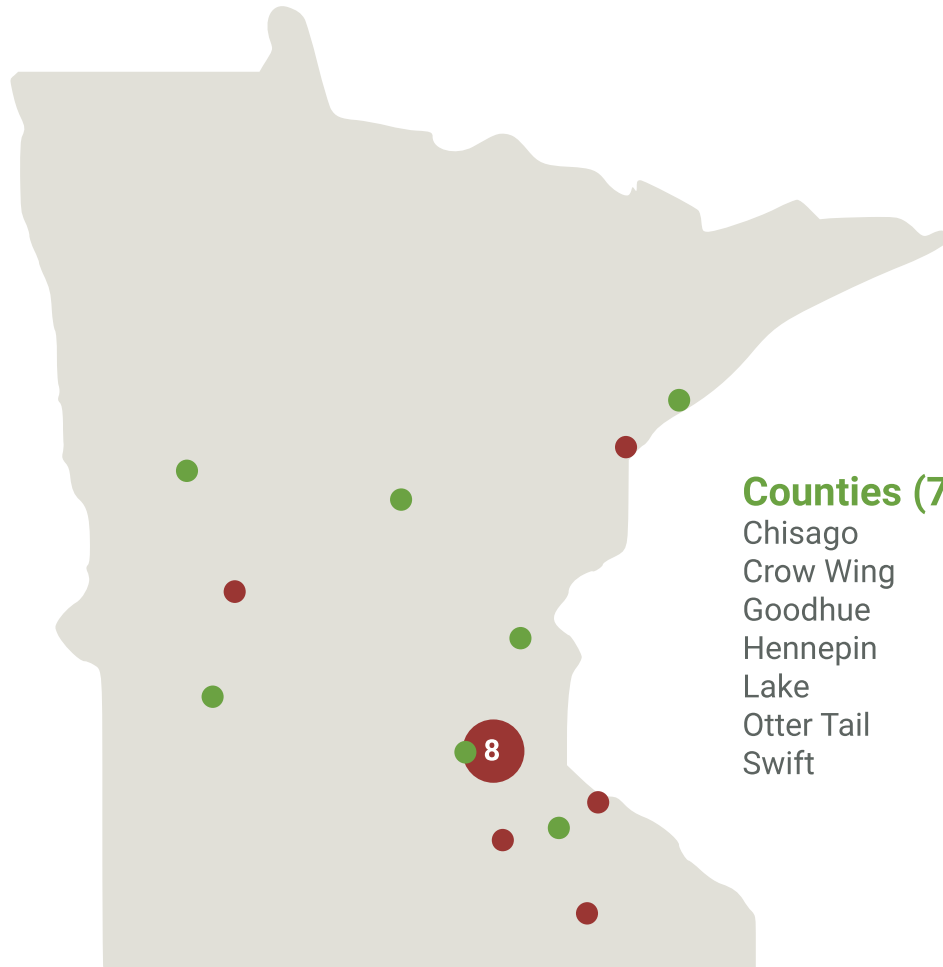 8
Counties (7
Chisago
Crow Wing
Goodhue
Hennepin
Lake
Otter Tail
Swift